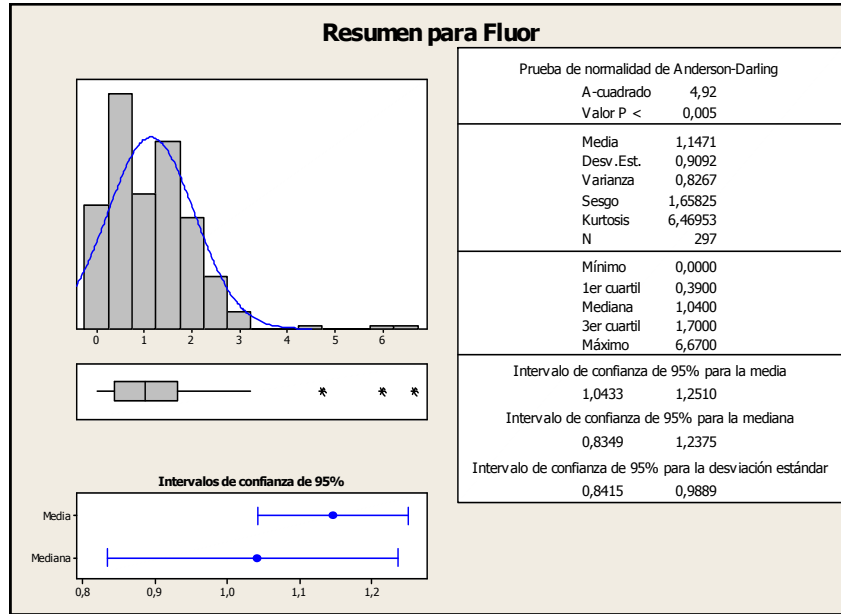 Resumen para Fluor
0 1 2 3 4 5 6
Intervalos de confianza de 95%
Media
Mediana
0,8 0,9 1,0 1,1 1,2
Prueba de normalidad de Anderson-Darling
A-cuadrado 4,92
Valor P < 0,005
Media 1,1471
Desv.Est. 0,9092
Varianza 0,8267
Sesgo 1,65825
Kurtosis 6,46953
N 297
Mínimo 0,0000
1er cuartil 0,3900
Mediana 1,0400
3er cuartil 1,7000
Máximo 6,6700
Intervalo de confianza de 95% para la media
1,0433 1,2510
Intervalo de confianza de 95% para la mediana
0,8349 1,2375
Intervalo de confianza de 95% para la desviación estándar
0,8415 0,9889